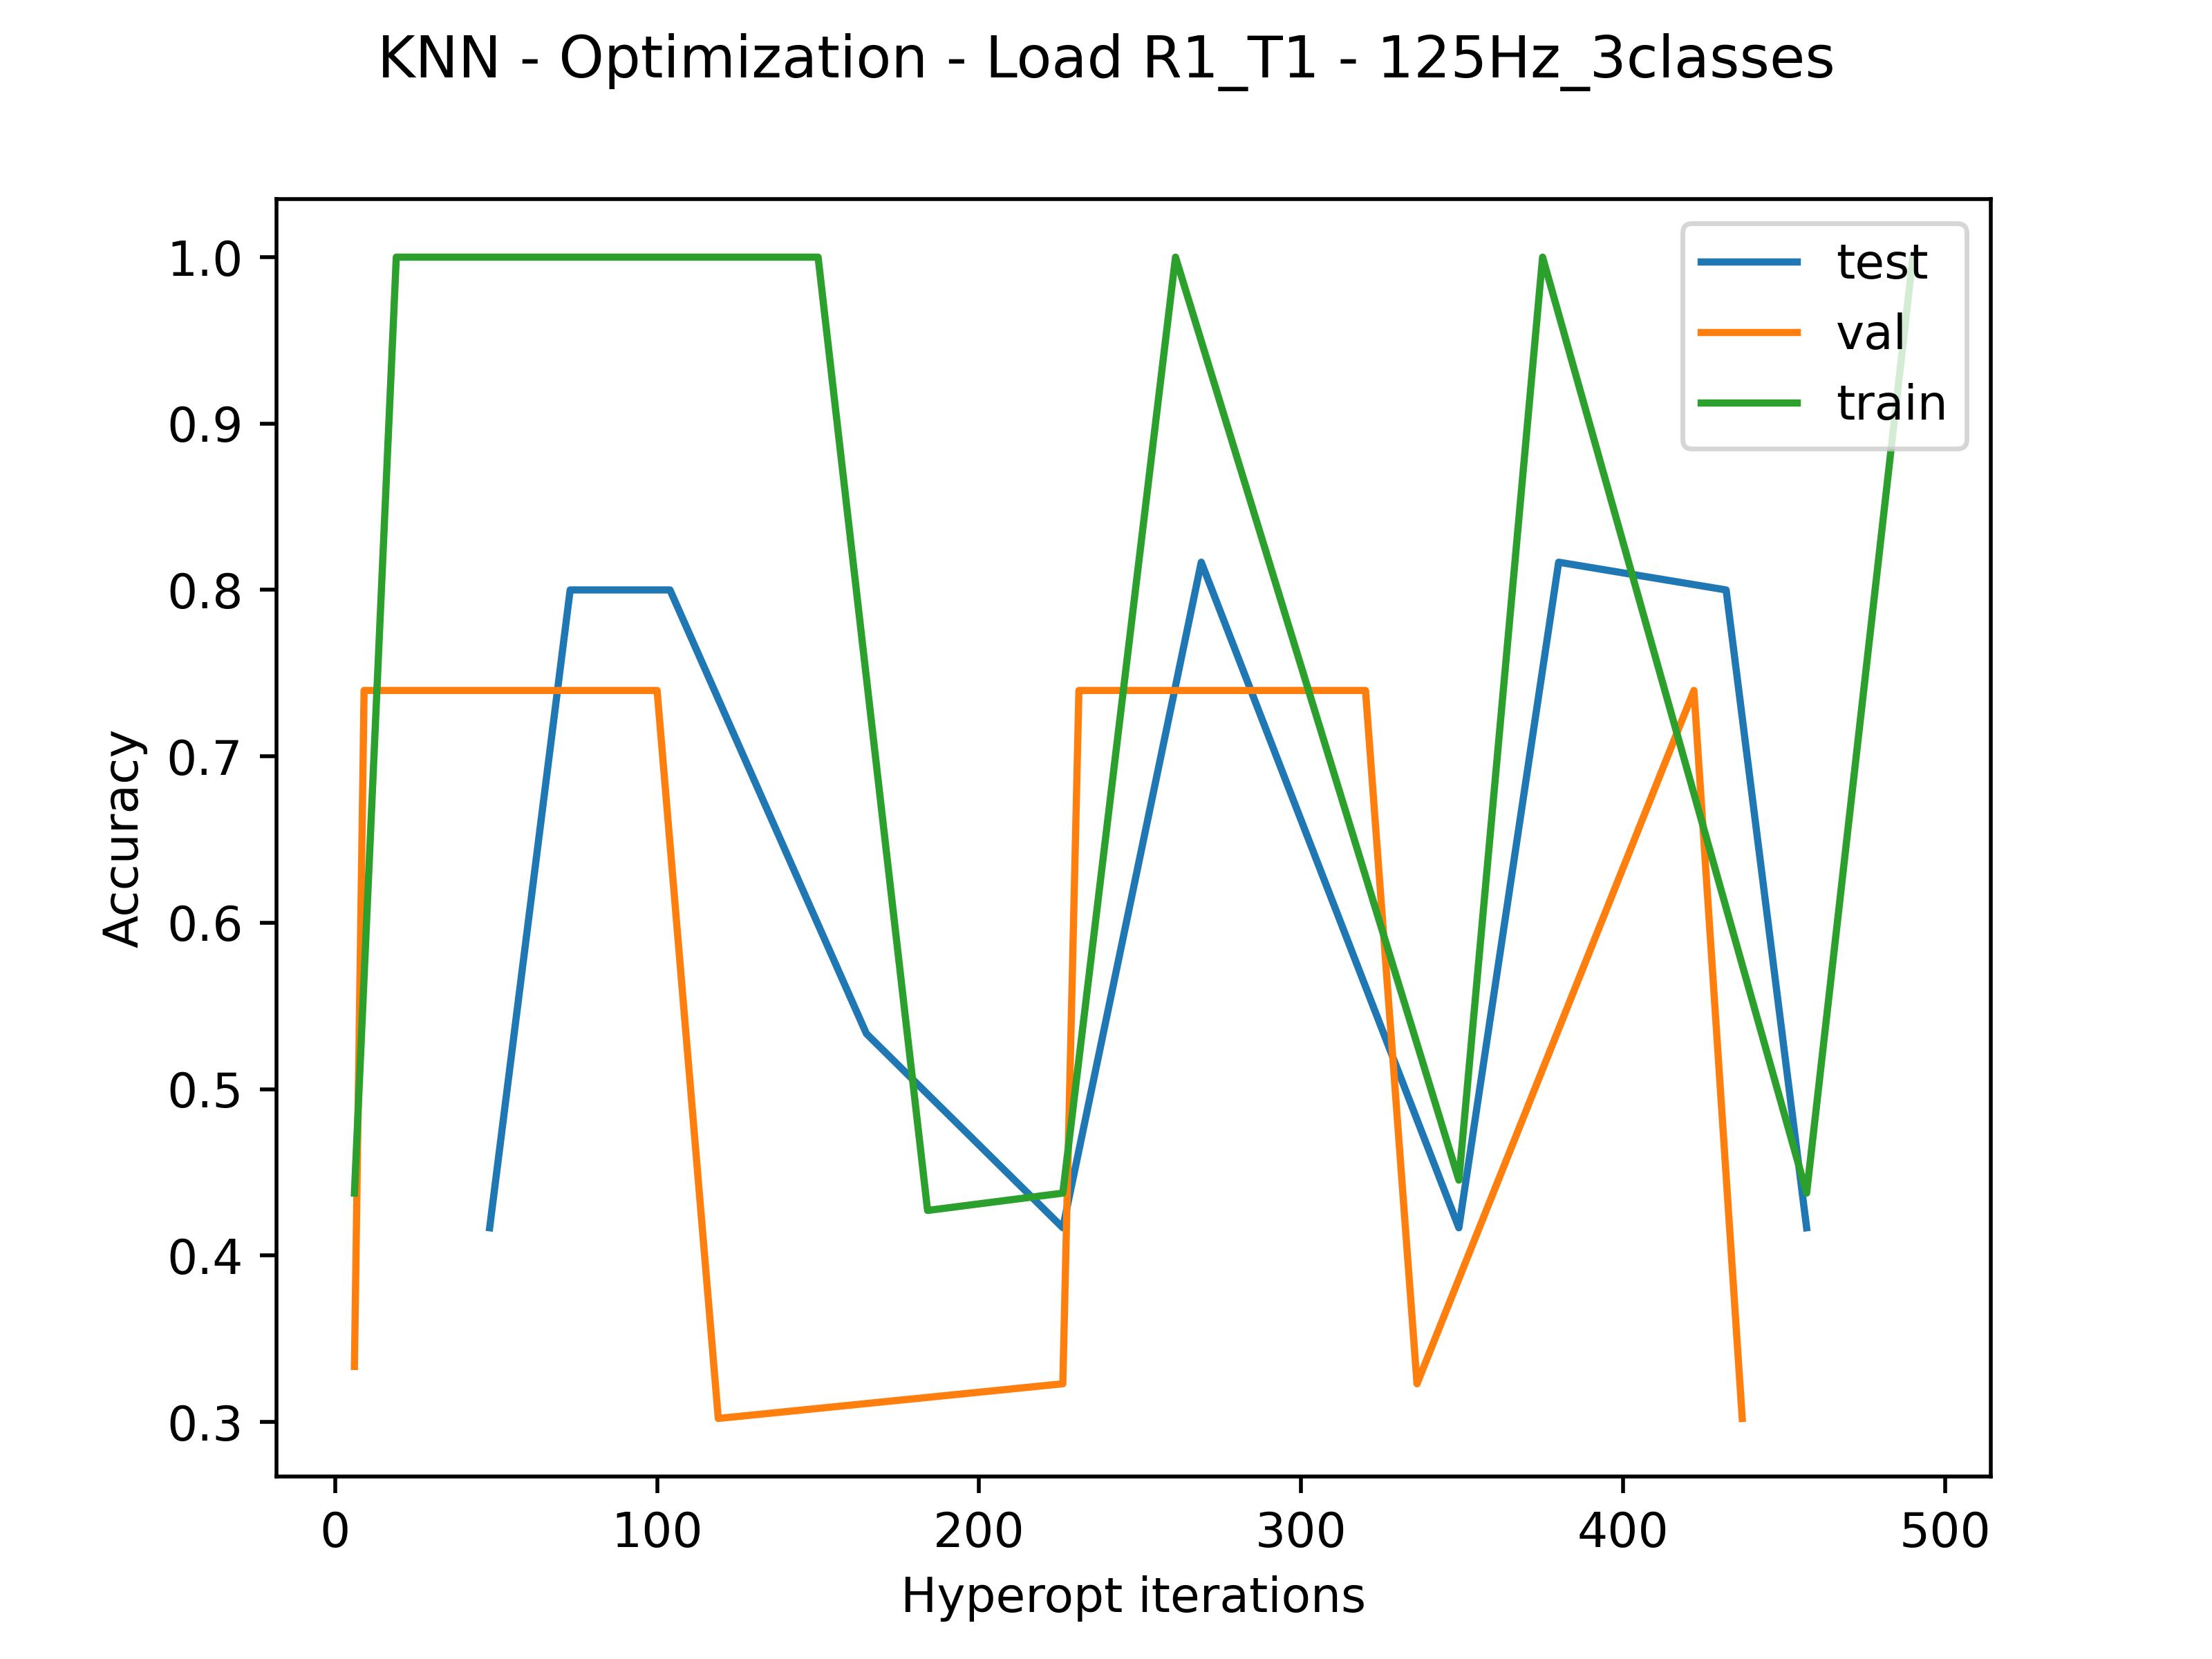 KNN - Optimization - Load R1_T1 - 125Hz_3classes
test
val
train
1.0
0.9
0.8
0.7
0.6
0.5
0.4
0.3
Accuracy
0 100 200 300 400 500
Hyperopt iterations